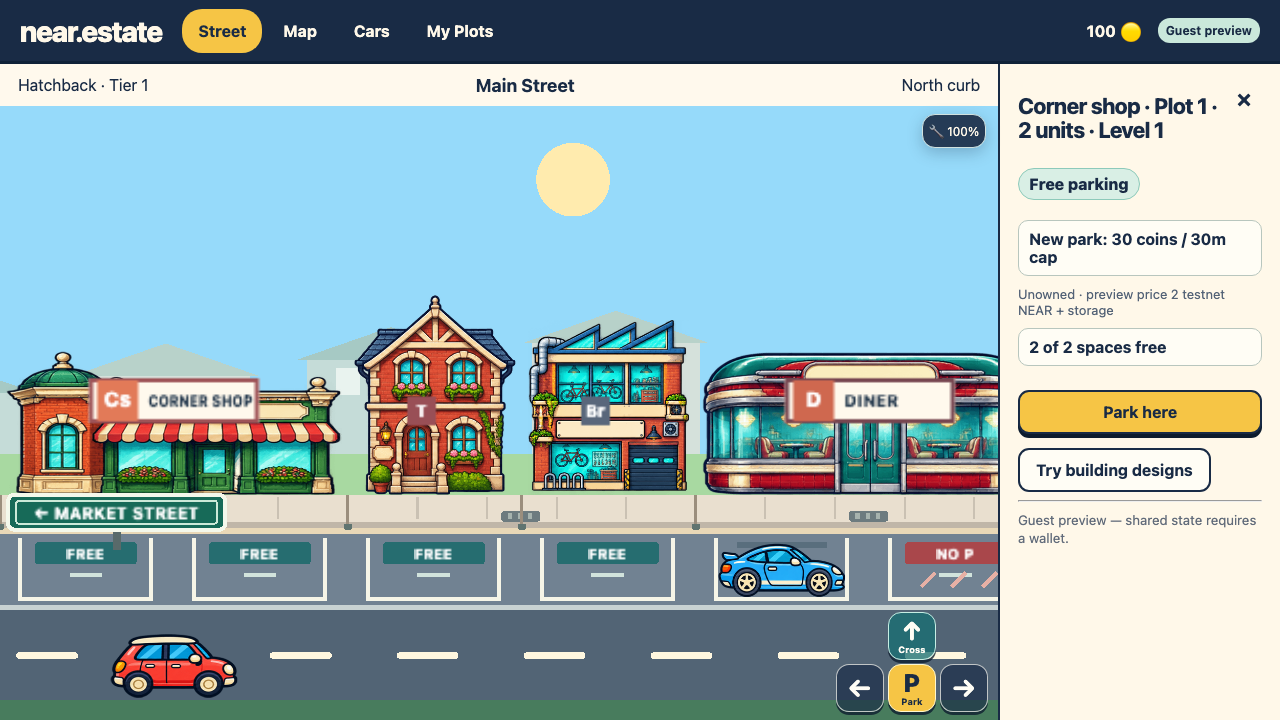 near.estate
Street
Map
Cars
My Plots
100
Guest preview
Hatchback · Tier 1
Main Street
North curb
100%
Cs CORNER SHOP
T
Br
D DINER
← MARKET STREET
FREE
FREE
FREE
FREE
NO P
↑
Cross
←
P
Park
→
Corner shop · Plot 1 ·
2 units · Level 1
×
Free parking
New park: 30 coins / 30m
cap
Unowned · preview price 2 testnet
NEAR + storage
2 of 2 spaces free
Park here
Try building designs
Guest preview — shared state requires
a wallet.